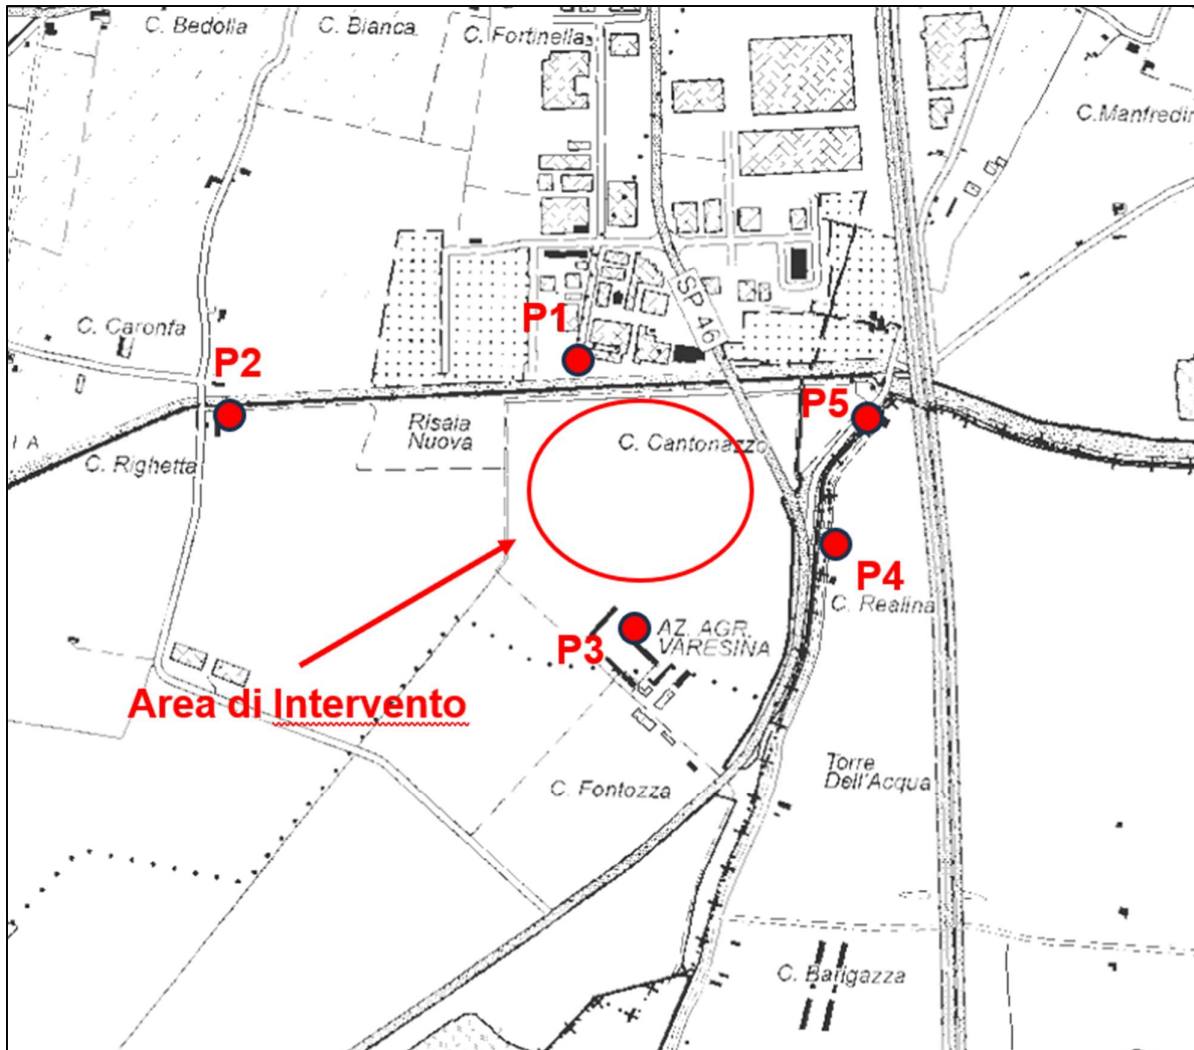 C. Bedolla
C. Bianca
C. Fortinella
C.Manfredin
SP 46
C. Caronfa
P1
P2
P5
Risaia
Nuova
C. Cantonazzo
I A
C. Righetta
P4
C. Realina
P3
AZ. AGR.
VARESINA
Area di Intervento
Torre
Dell'Acqua
C. Fontozza
C. Barigazza